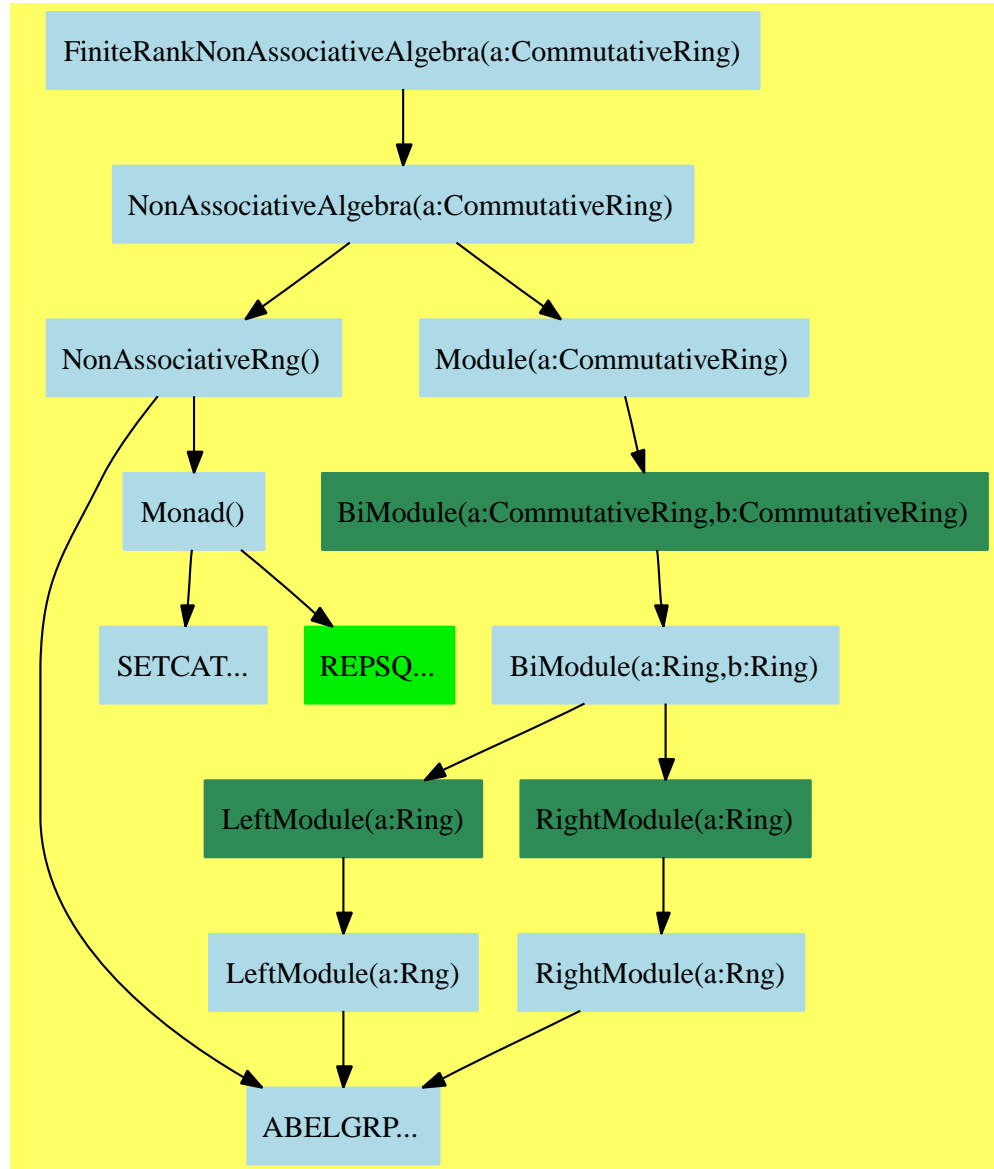 FiniteRankNonAssociativeAlgebra(a:CommutativeRing)
NonAssociativeAlgebra(a:CommutativeRing)
NonAssociativeRng()
Module(a:CommutativeRing)
Monad()
BiModule(a:CommutativeRing,b:CommutativeRing)
SETCAT...
REPSQ...
BiModule(a:Ring,b:Ring)
LeftModule(a:Ring)
RightModule(a:Ring)
LeftModule(a:Rng)
RightModule(a:Rng)
ABELGRP...